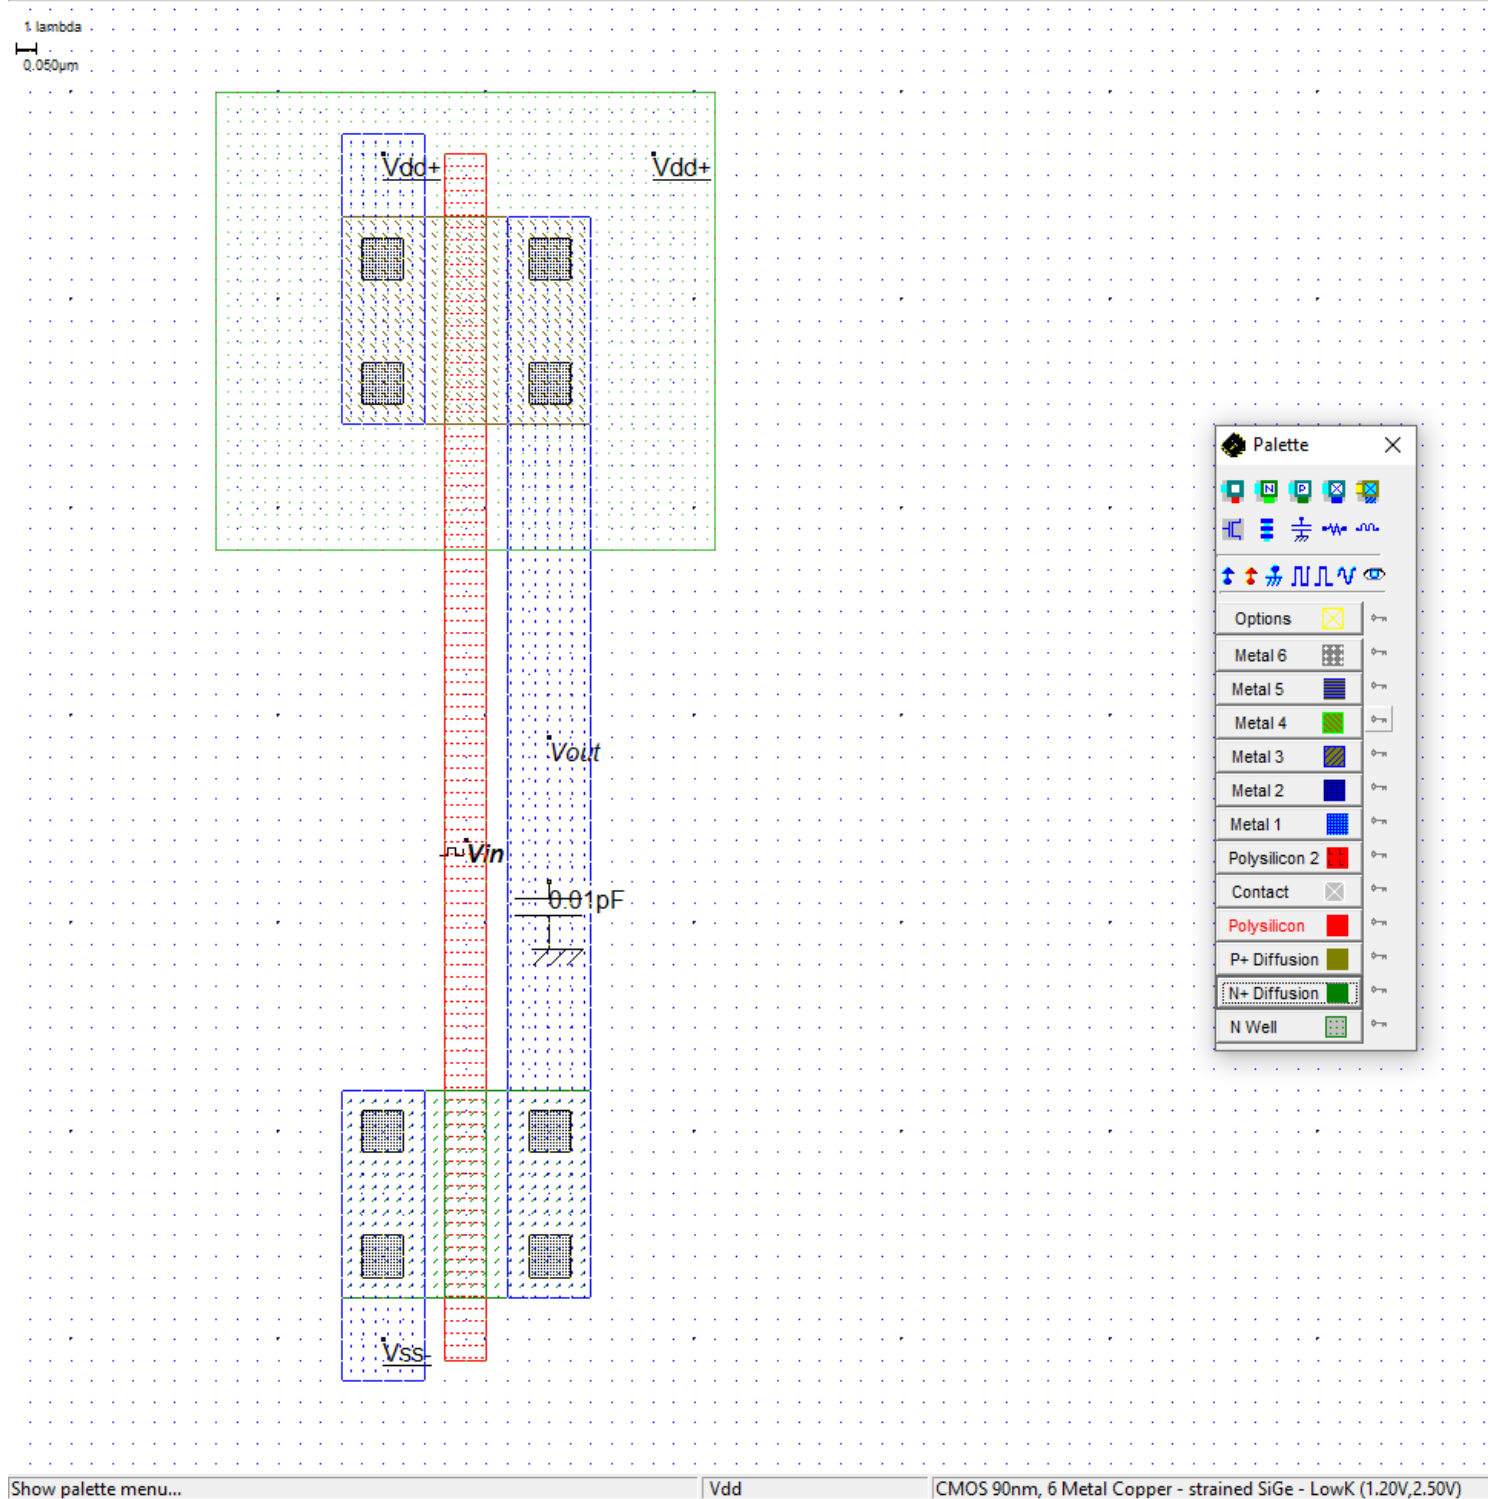 1 lambda
0.050µm
Vdd+
Vdd+
Vout
Vin
0.01pF
Vss-
Palette
N
P
Options
Metal 6
Metal 5
Metal 4
Metal 3
Metal 2
Metal 1
Polysilicon 2
Contact
Polysilicon
P+ Diffusion
N+ Diffusion
N Well
Show palette menu...
Vdd
CMOS 90nm, 6 Metal Copper - strained SiGe - LowK (1.20V,2.50V)